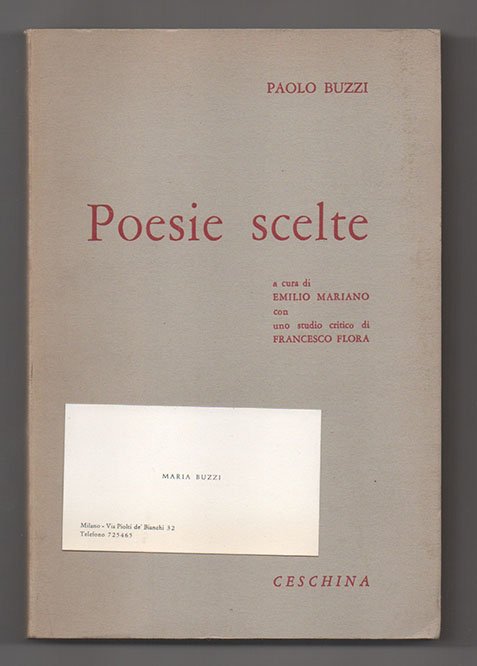 PAOLO BUZZI
Poesie scelte
a cura di
EMILIO MARIANO
con
uno studio critico di
FRANCESCO FLORA
MARIA BUZZI
Milano - Via Piolti de' Bianchi 32
Telefono 725465
CESCHINA